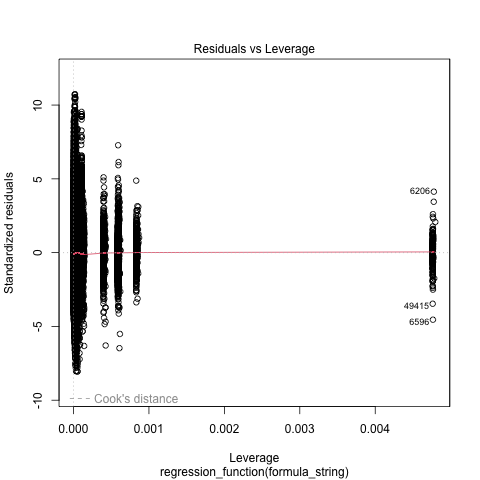 Residuals vs Leverage
Standardized residuals
10
5
0
-5
-10
6206
49415
6596
Cook's distance
0.000
0.001
0.002
0.003
0.004
Leverage
regression_function(formula_string)